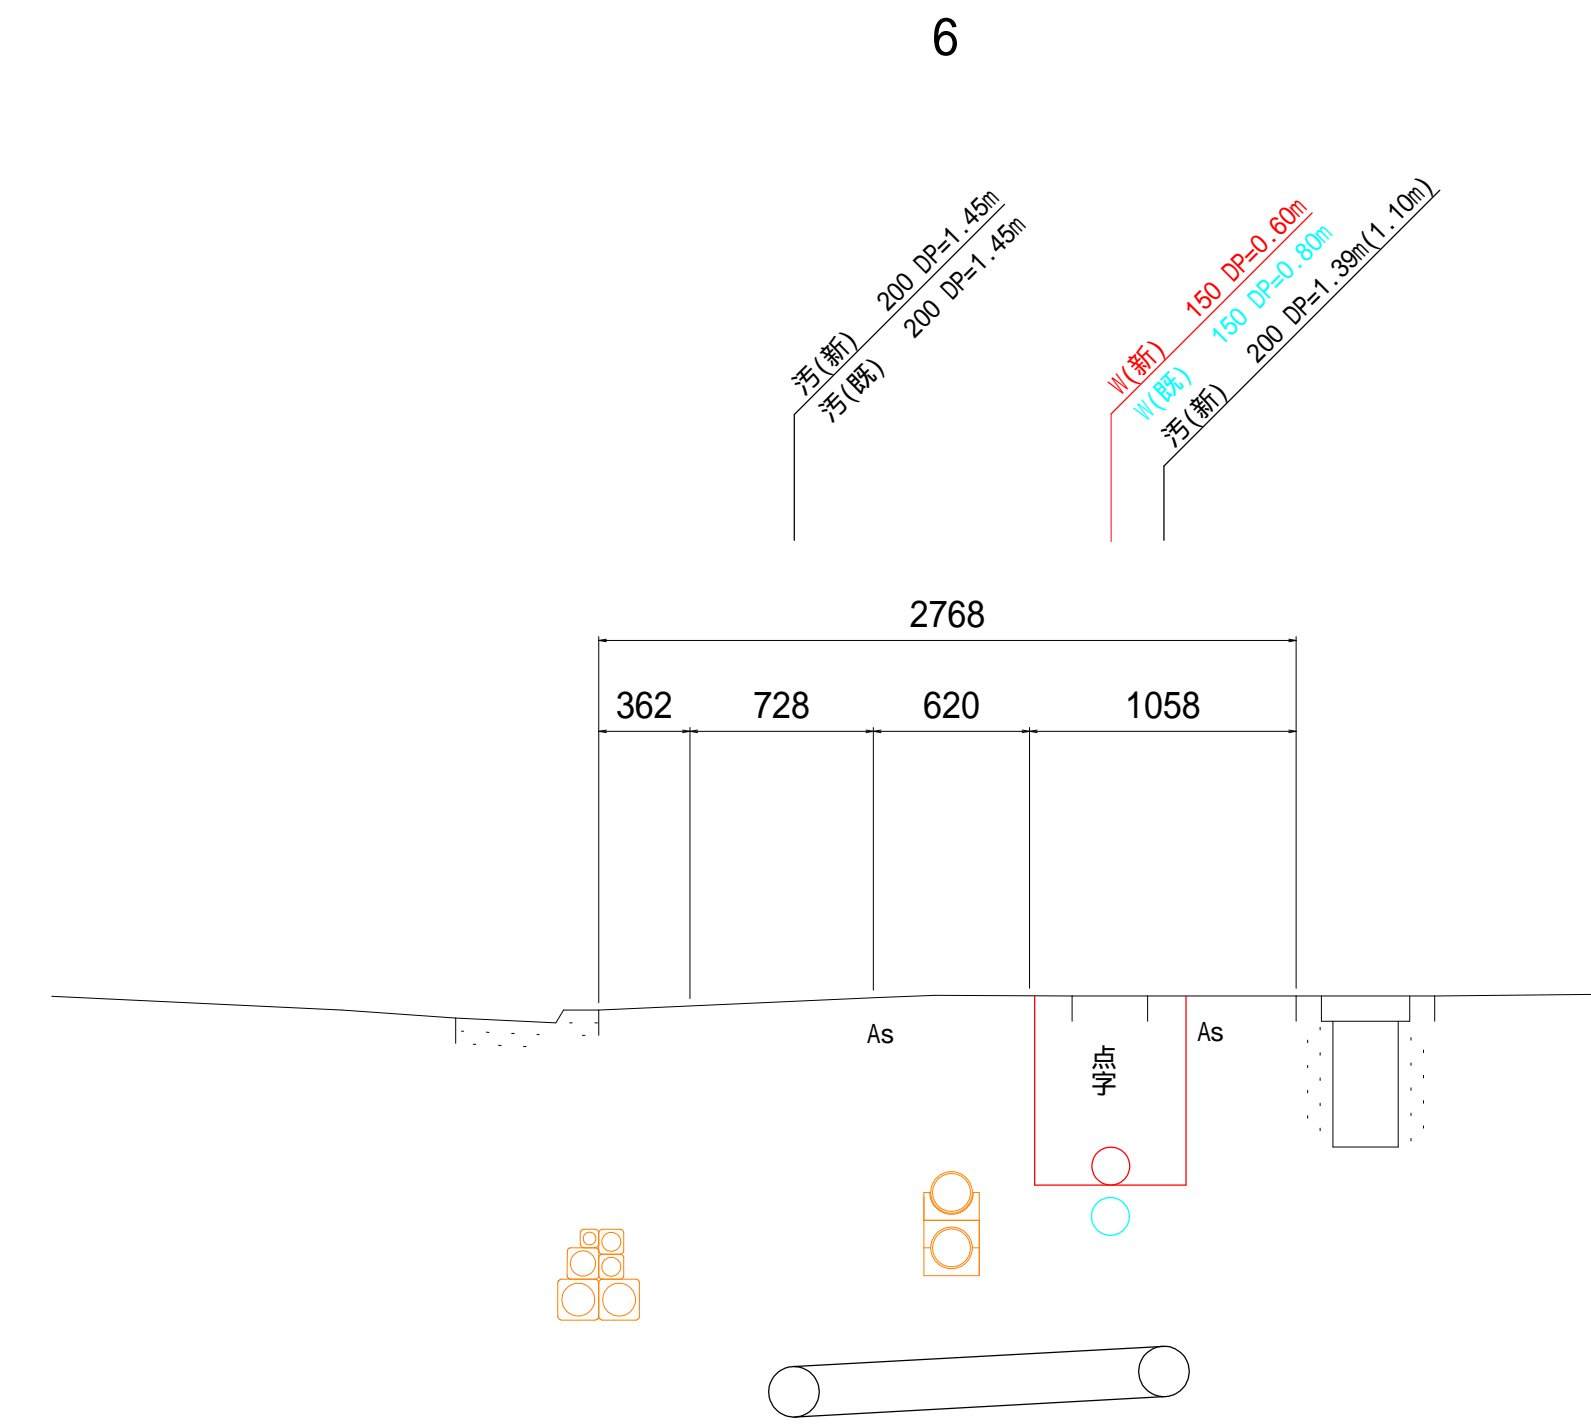 6
汚(新) 200 DP=1.45m
汚(既) 200 DP=1.45m
W(新) 150 DP=0.60m
W(既) 150 DP=0.80m
汚(新) 200 DP=1.39m(1.10m)
2768
362 728 620 1058
As
点字
As